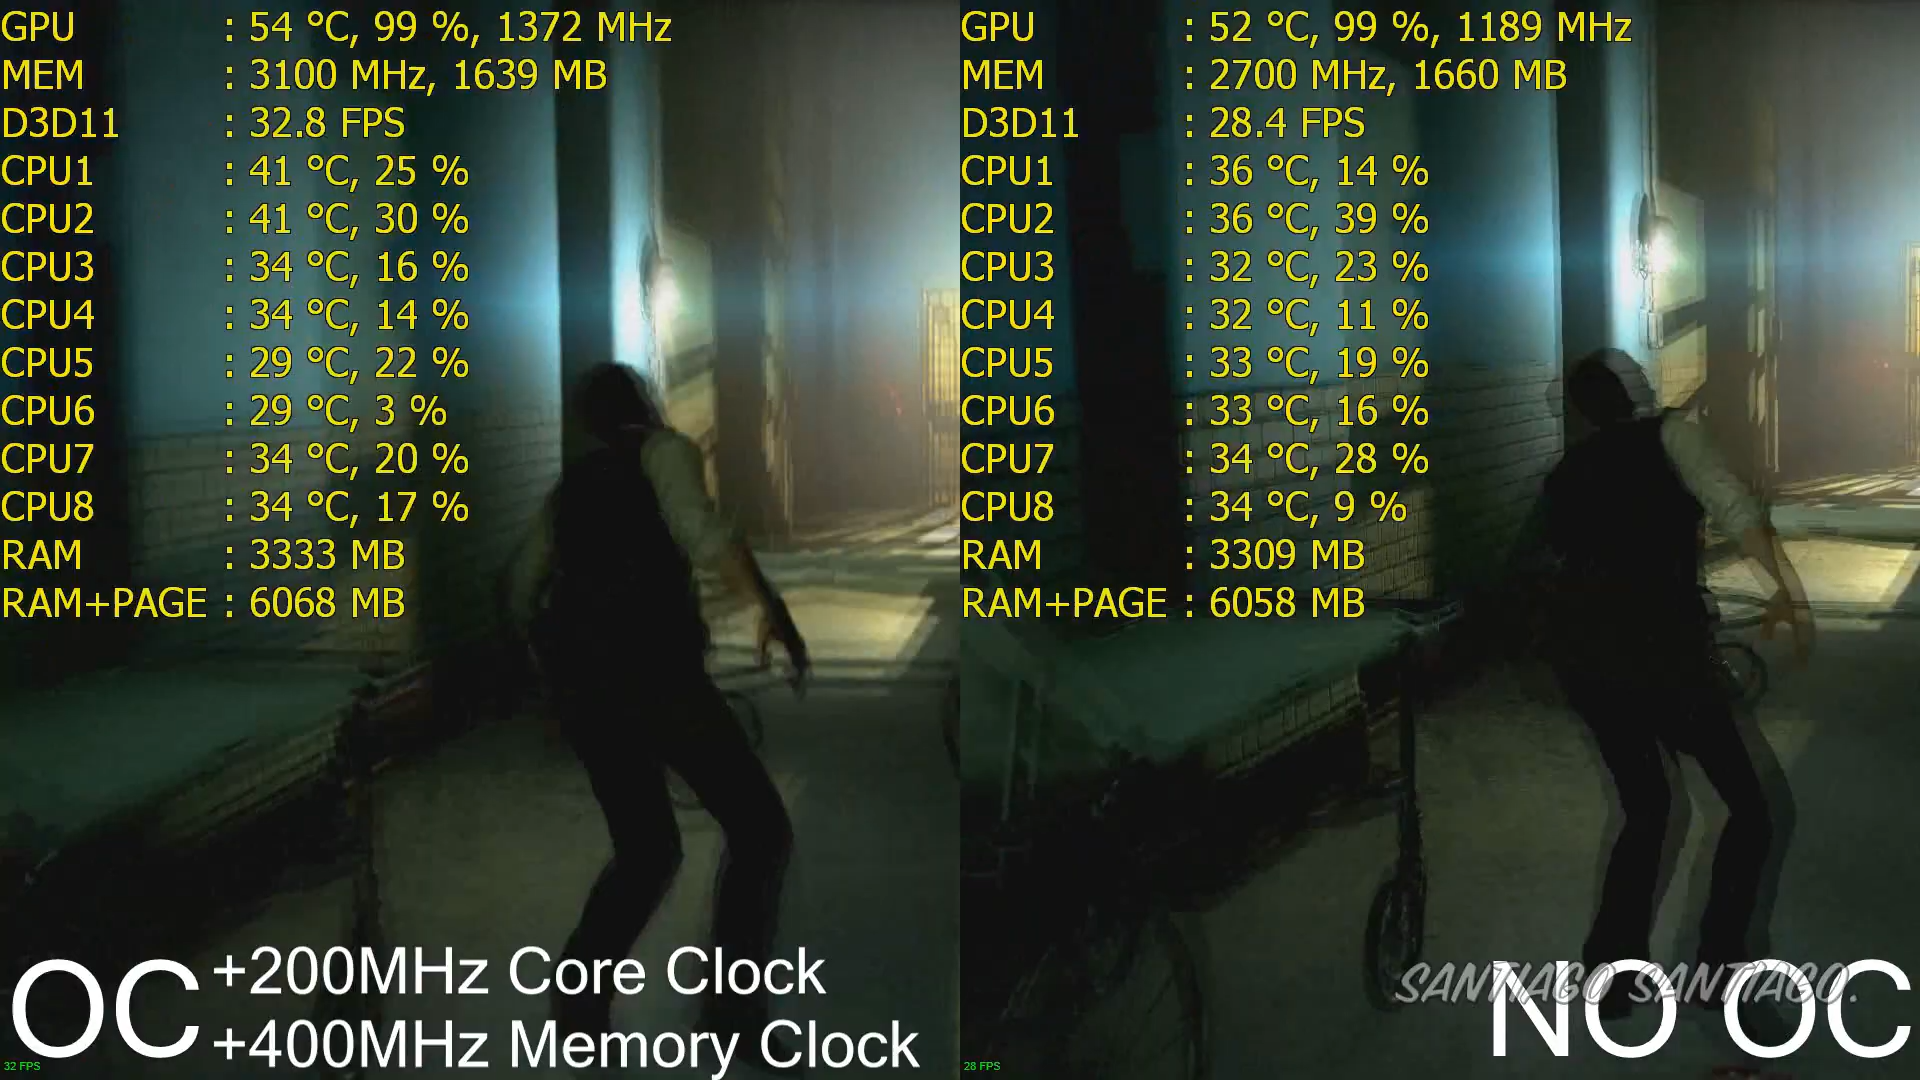 GPU : 54 °C, 99 %, 1372 MHz
MEM : 3100 MHz, 1639 MB
D3D11 : 32.8 FPS
CPU1 : 41 °C, 25 %
CPU2 : 41 °C, 30 %
CPU3 : 34 °C, 16 %
CPU4 : 34 °C, 14 %
CPU5 : 29 °C, 22 %
CPU6 : 29 °C, 3 %
CPU7 : 34 °C, 20 %
CPU8 : 34 °C, 17 %
RAM : 3333 MB
RAM+PAGE : 6068 MB
OC
+200MHz Core Clock
+400MHz Memory Clock
32 FPS
GPU : 52 °C, 99 %, 1189 MHz
MEM : 2700 MHz, 1660 MB
D3D11 : 28.4 FPS
CPU1 : 36 °C, 14 %
CPU2 : 36 °C, 39 %
CPU3 : 32 °C, 23 %
CPU4 : 32 °C, 11 %
CPU5 : 33 °C, 19 %
CPU6 : 33 °C, 16 %
CPU7 : 34 °C, 28 %
CPU8 : 34 °C, 9 %
RAM : 3309 MB
RAM+PAGE : 6058 MB
SANTIAGO SANTIAGO.
NO OC
28 FPS